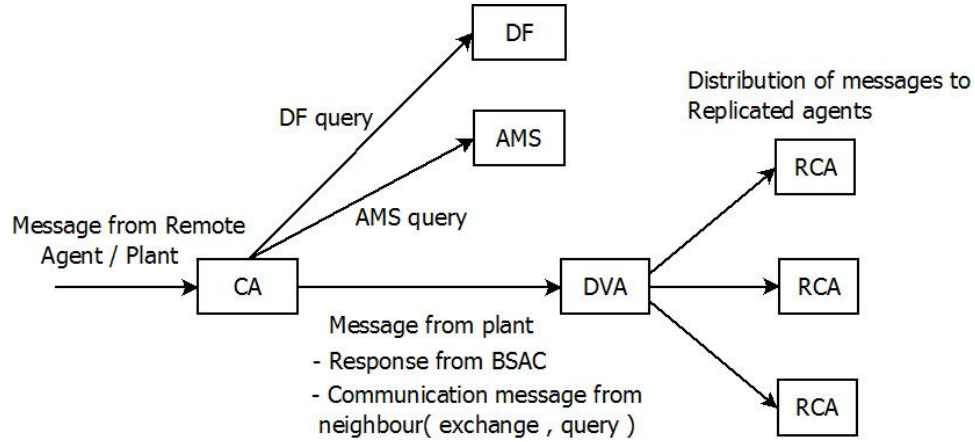 DF
Distribution of messages to
Replicated agents
DF query
AMS
RCA
AMS query
Message from Remote
Agent / Plant
CA
DVA
RCA
Message from plant
- Response from BSAC
- Communication message from
neighbour( exchange , query )
RCA